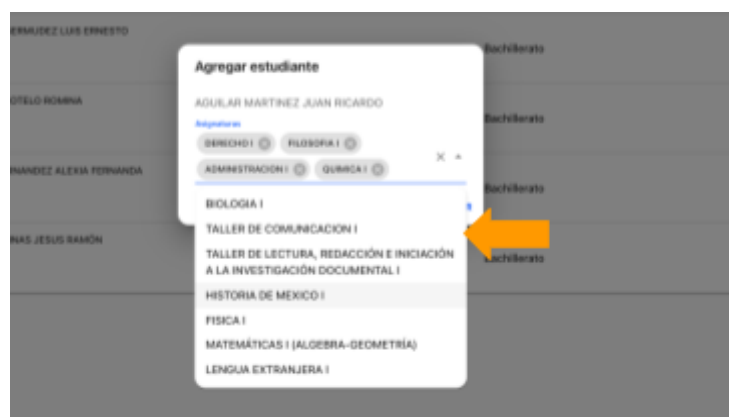 ERMUDEZ LUIS ERNESTO
Bachillerato
Agregar estudiante
OTELO ROMINA
AGUILAR MARTINEZ JUAN RICARDO
Bachillerato
Asignaturas
DERECHO I
FILOSOFIA I
ADMINISTRACION I
QUIMICA I
NANDEZ ALEXIA FERNANDA
Bachillerato
BIOLOGIA I
TALLER DE COMUNICACION I
NAS JESUS RAMÓN
TALLER DE LECTURA, REDACCIÓN E INICIACIÓN
A LA INVESTIGACIÓN DOCUMENTAL I
Bachillerato
HISTORIA DE MEXICO I
FISICA I
MATEMÁTICAS I (ALGEBRA-GEOMETRÍA)
LENGUA EXTRANJERA I